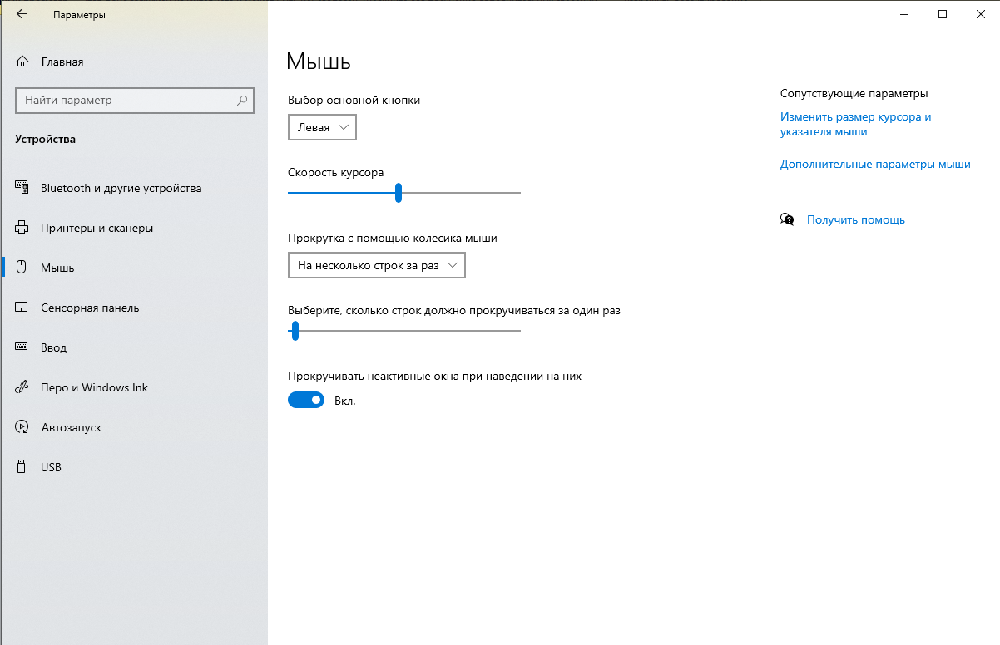 Параметры
Главная
Найти параметр
Устройства
Bluetooth и другие устройства
Принтеры и сканеры
Мышь
Сенсорная панель
Ввод
Перо и Windows Ink
Автозапуск
USB
Мышь
Выбор основной кнопки
Левая
Скорость курсора
Прокрутка с помощью колесика мыши
На несколько строк за раз
Выберите, сколько строк должно прокручиваться за один раз
Прокручивать неактивные окна при наведении на них
Вкл.
Сопутствующие параметры
Изменить размер курсора и
указателя мыши
Дополнительные параметры мыши
Получить помощь